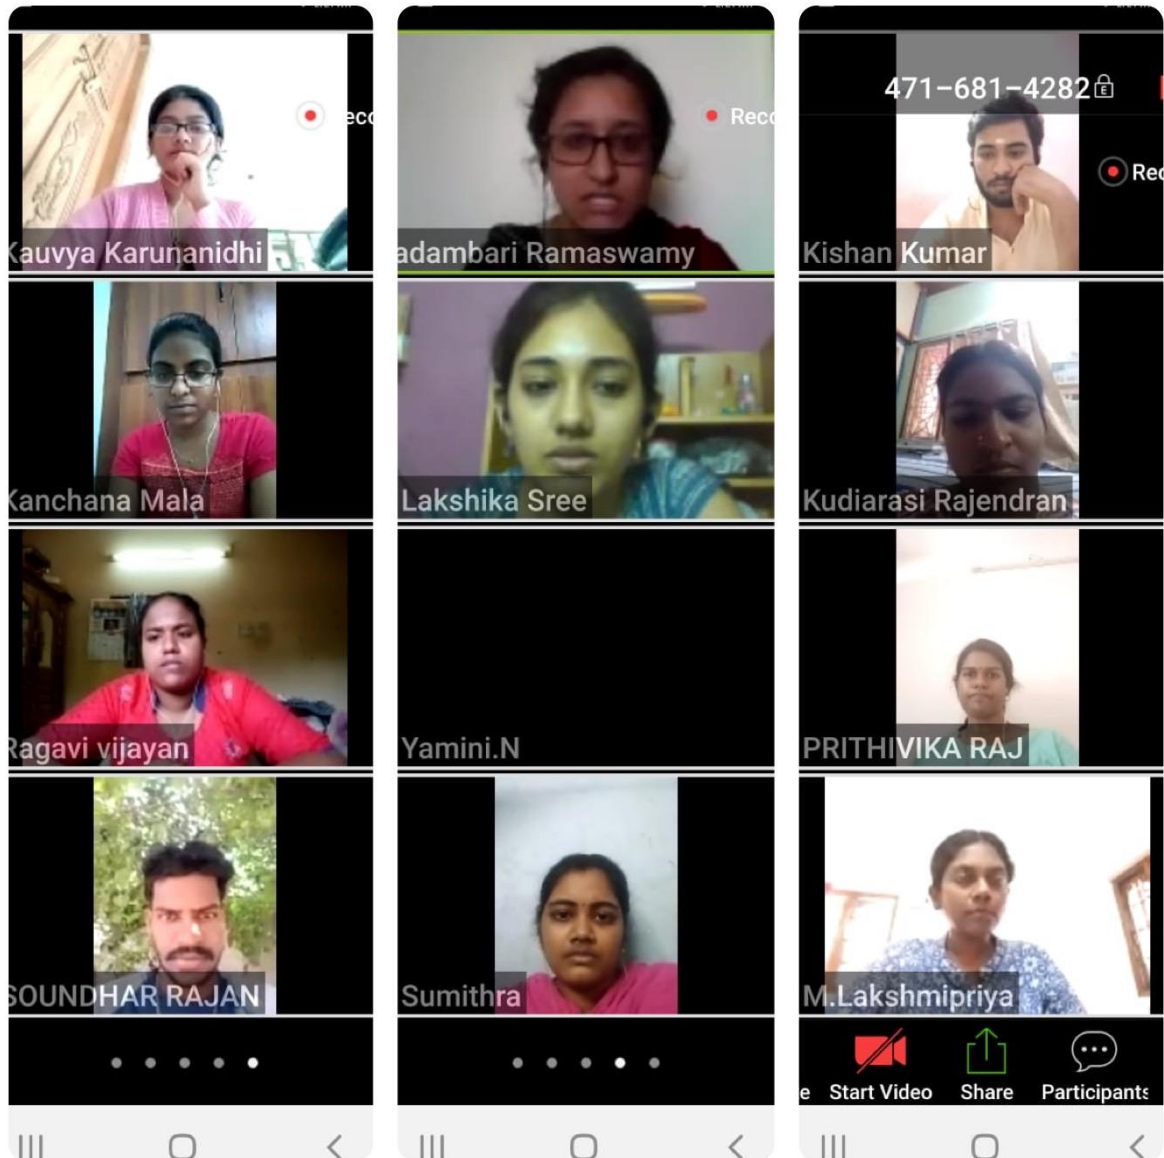 Kauvya Karunanidhi
Kanchana Mala
Ragavi vijayan
SOUNDHAR RAJAN
Rec
adambari Ramaswamy
Lakshika Sree
Yamini.N
Sumithra
471-681-4282
Rec
Kishan Kumar
Kudiarasi Rajendran
PRITHIVIKA RAJ
M.Lakshmipriya
e Start Video Share Participants